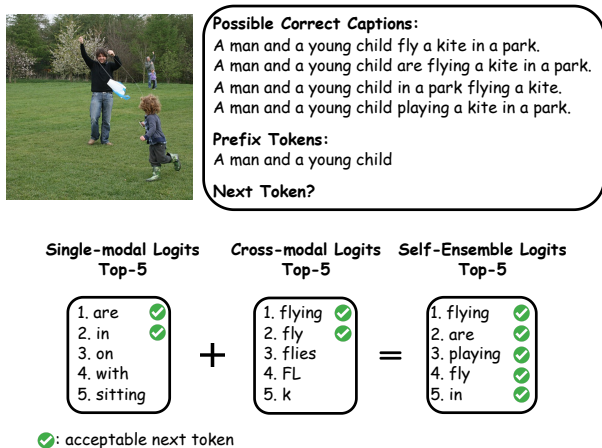 Possible Correct Captions:
A man and a young child fly a kite in a park.
A man and a young child are flying a kite in a park.
A man and a young child in a park flying a kite.
A man and a young child playing a kite in a park.
Prefix Tokens:
A man and a young child
Next Token?
Single-modal Logits
Top-5
1. are
2. in
3. on
4. with
5. sitting
+
Cross-modal Logits
Top-5
1. flying
2. fly
3. flies
4. FL
5. k
=
Self-Ensemble Logits
Top-5
1. flying
2. are
3. playing
4. fly
5. in
: acceptable next token